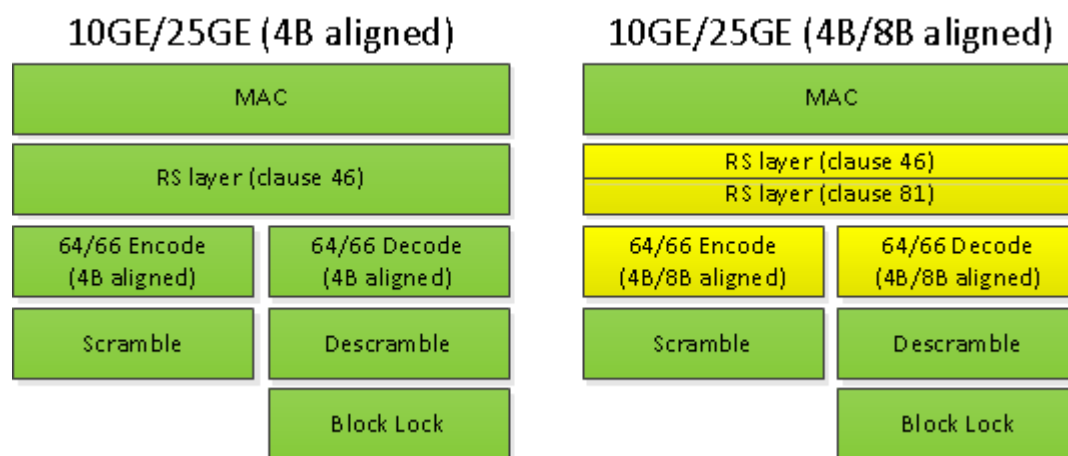 10GE/25GE (4B aligned)
MAC
RS layer (clause 46)
64/66 Encode
(4B aligned)
64/66 Decode
(4B aligned)
Scramble
Descramble
Block Lock
10GE/25GE (4B/8B aligned)
MAC
RS layer (clause 46)
RS layer (clause 81)
64/66 Encode
(4B/8B aligned)
64/66 Decode
(4B/8B aligned)
Scramble
Descramble
Block Lock